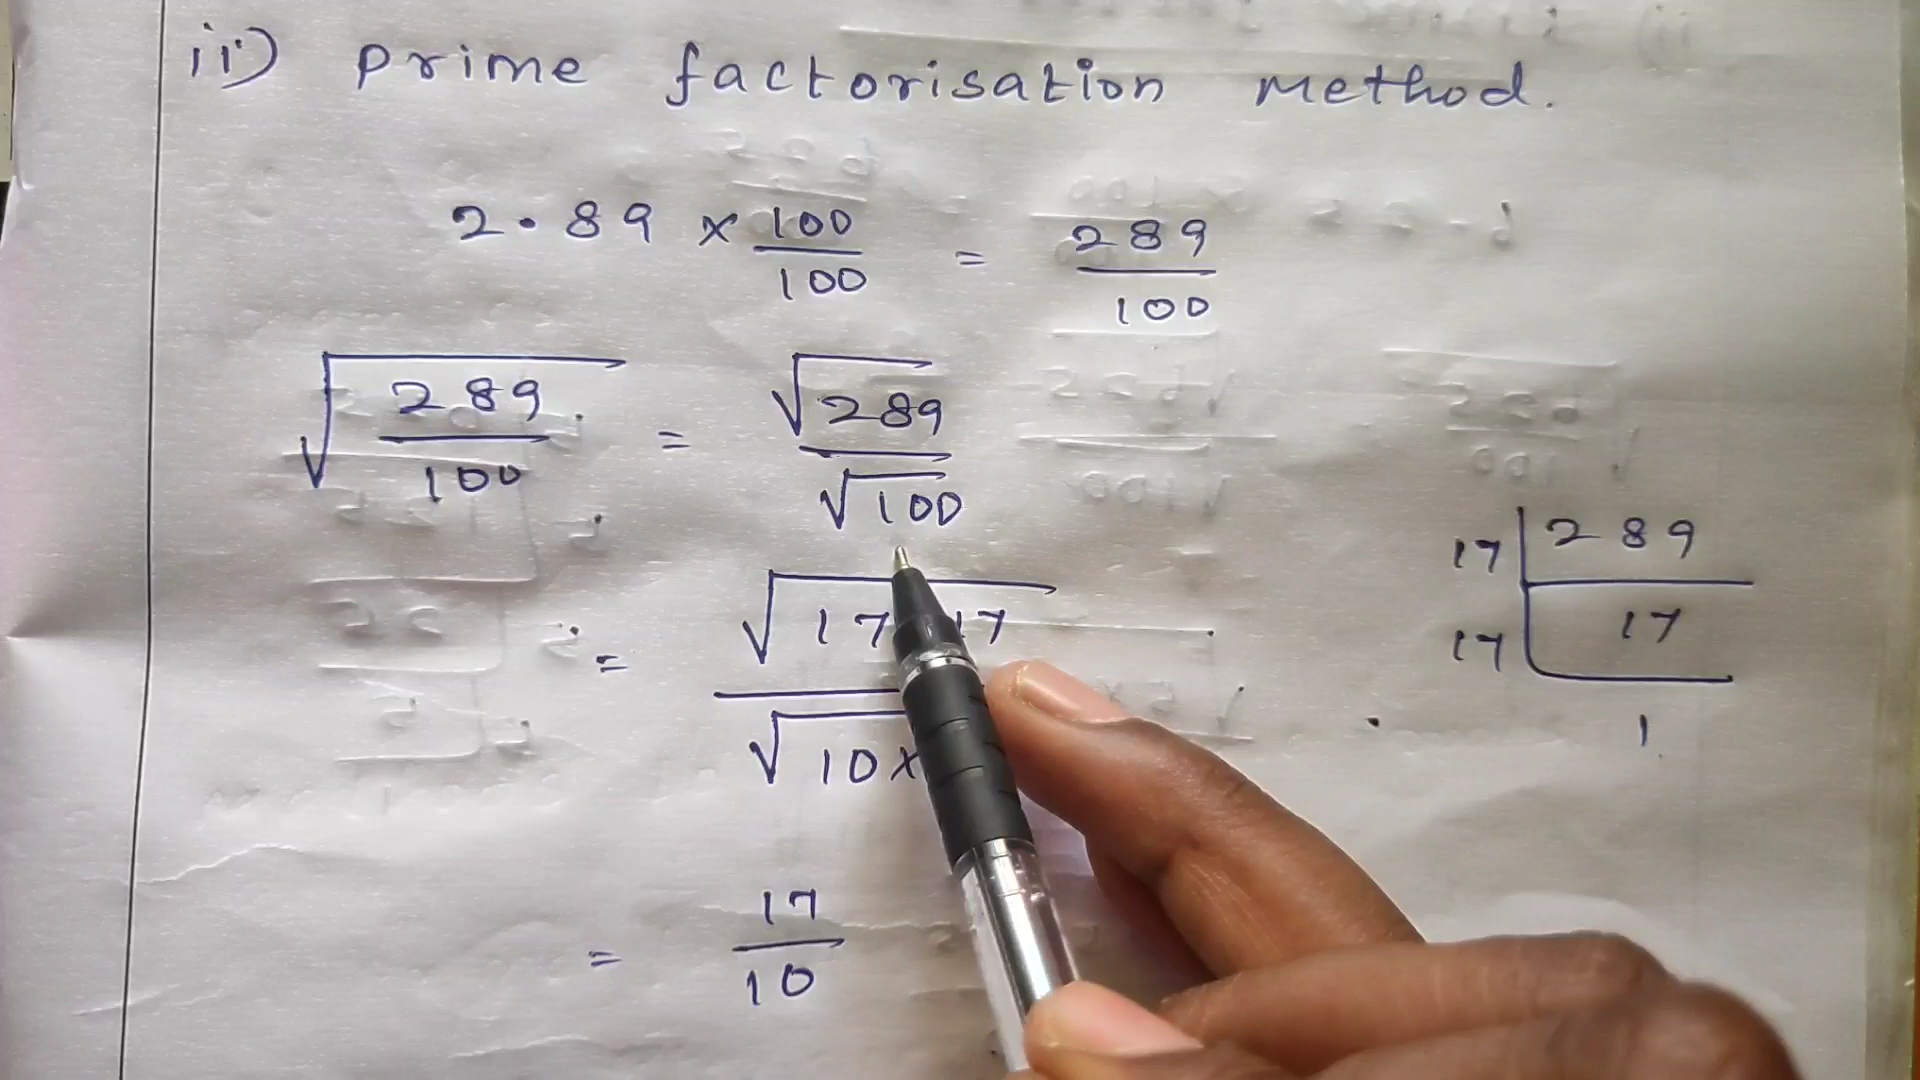 ii) Prime factorisation Method.
2.89 × 100/100 = 289/100
√(289/100) = √289/√100
= √(17 17)/√(10×
= 17/10
17 | 289
17 | 17
1